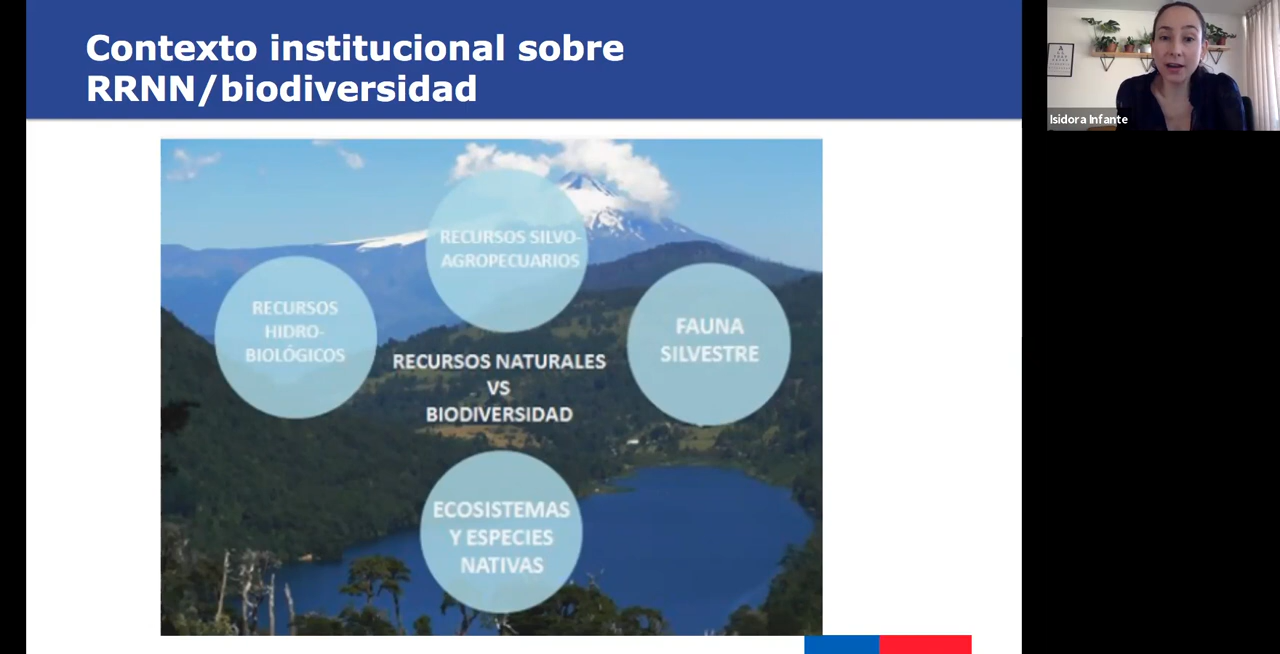 Contexto institucional sobre
RRNN/biodiversidad
Isidora Infante
RECURSOS SILVO-
AGROPECUARIOS
RECURSOS
HIDRO-
BIOLÓGICOS
FAUNA
SILVESTRE
RECURSOS NATURALES
VS
BIODIVERSIDAD
ECOSISTEMAS
Y ESPECIES
NATIVAS